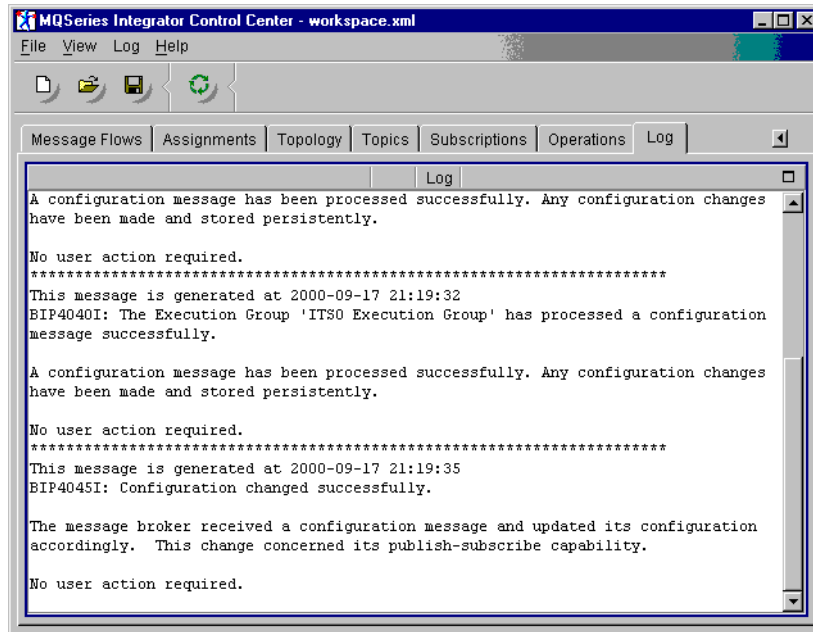 MQSeries Integrator Control Center - workspace.xml
File View Log Help
Message Flows Assignments Topology Topics Subscriptions Operations Log
Log
A configuration message has been processed successfully. Any configuration changes
have been made and stored persistently.
No user action required.
***********************************************************************
This message is generated at 2000-09-17 21:19:32
BIP4040I: The Execution Group 'ITSO Execution Group' has processed a configuration
message successfully.
A configuration message has been processed successfully. Any configuration changes
have been made and stored persistently.
No user action required.
***********************************************************************
This message is generated at 2000-09-17 21:19:35
BIP4045I: Configuration changed successfully.
The message broker received a configuration message and updated its configuration
accordingly.  This change concerned its publish-subscribe capability.
No user action required.